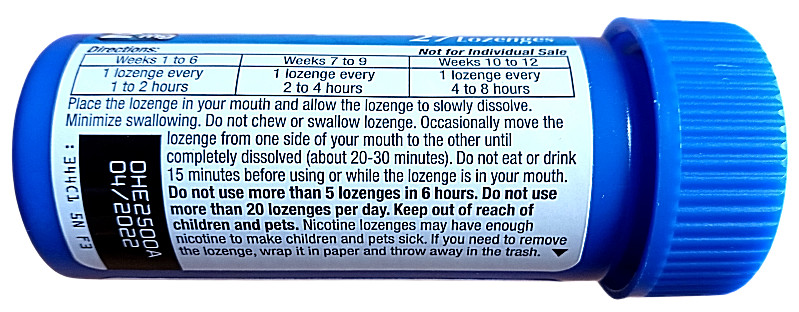 27 Lozenges
Directions:
Not for Individual Sale
Weeks 1 to 6 Weeks 7 to 9 Weeks 10 to 12
1 lozenge every 1 lozenge every 1 lozenge every
1 to 2 hours 2 to 4 hours 4 to 8 hours
Place the lozenge in your mouth and allow the lozenge to slowly dissolve.
Minimize swallowing. Do not chew or swallow lozenge. Occasionally move the
lozenge from one side of your mouth to the other until
completely dissolved (about 20-30 minutes). Do not eat or drink
15 minutes before using or while the lozenge is in your mouth.
Do not use more than 5 lozenges in 6 hours. Do not use
more than 20 lozenges per day. Keep out of reach of
children and pets. Nicotine lozenges may have enough
nicotine to make children and pets sick. If you need to remove
the lozenge, wrap it in paper and throw away in the trash.
0HE2500A
04/2022
: 344C1 5N F3